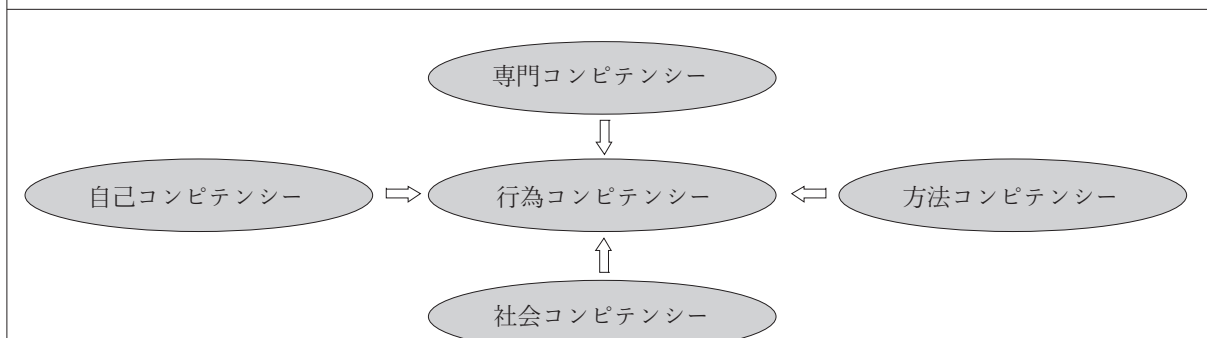 専門コンピテンシー
自己コンピテンシー
行為コンピテンシー
方法コンピテンシー
社会コンピテンシー